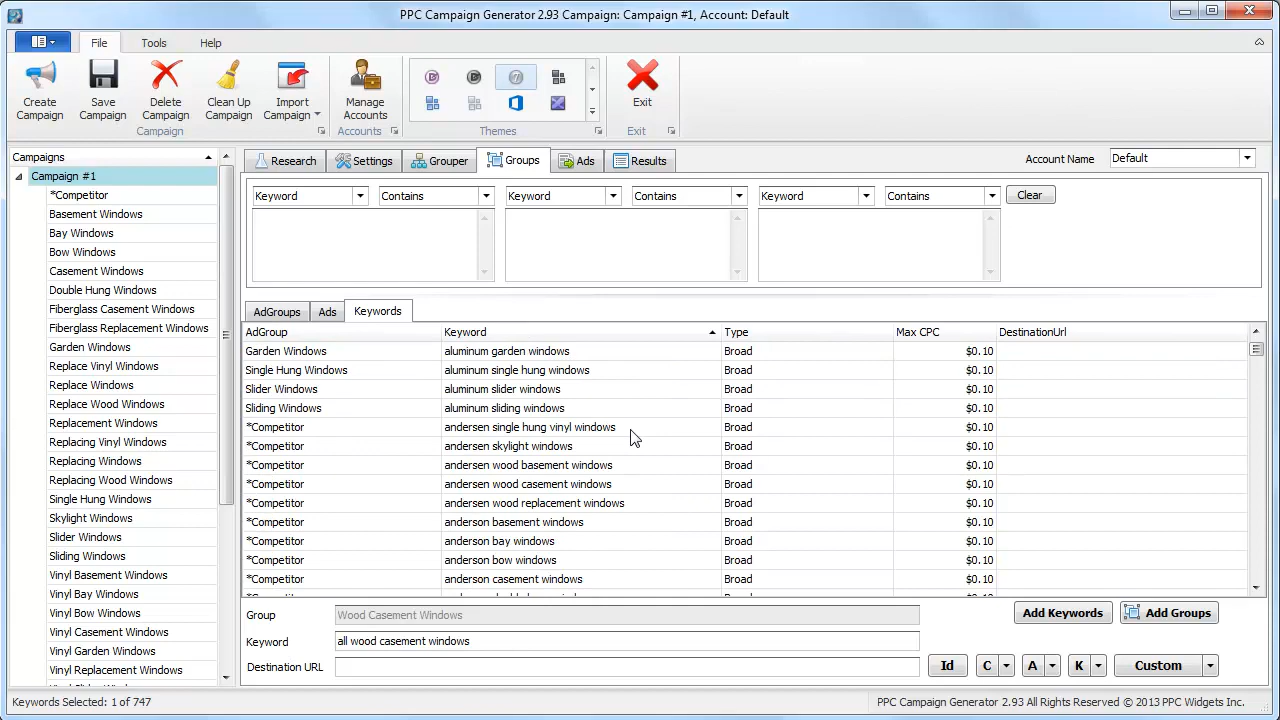 PPC Campaign Generator 2.93 Campaign: Campaign #1, Account: Default
File Tools Help
Create Campaign
Save Campaign
Delete Campaign
Clean Up Campaign
Import Campaign
Manage Accounts
Exit
Campaign Accounts Themes Exit
Campaigns
Campaign #1
*Competitor
Basement Windows
Bay Windows
Bow Windows
Casement Windows
Double Hung Windows
Fiberglass Casement Windows
Fiberglass Replacement Windows
Garden Windows
Replace Vinyl Windows
Replace Windows
Replace Wood Windows
Replacement Windows
Replacing Vinyl Windows
Replacing Windows
Replacing Wood Windows
Single Hung Windows
Skylight Windows
Slider Windows
Sliding Windows
Vinyl Basement Windows
Vinyl Bay Windows
Vinyl Bow Windows
Vinyl Casement Windows
Vinyl Garden Windows
Vinyl Replacement Windows
Research Settings Grouper Groups Ads Results
Account Name Default
Keyword Contains Keyword Contains Keyword Contains Clear
AdGroups Ads Keywords
AdGroup Keyword Type Max CPC DestinationUrl
Garden Windows aluminum garden windows Broad $0.10
Single Hung Windows aluminum single hung windows Broad $0.10
Slider Windows aluminum slider windows Broad $0.10
Sliding Windows aluminum sliding windows Broad $0.10
*Competitor andersen single hung vinyl windows Broad $0.10
*Competitor andersen skylight windows Broad $0.10
*Competitor andersen wood basement windows Broad $0.10
*Competitor andersen wood casement windows Broad $0.10
*Competitor andersen wood replacement windows Broad $0.10
*Competitor anderson basement windows Broad $0.10
*Competitor anderson bay windows Broad $0.10
*Competitor anderson bow windows Broad $0.10
*Competitor anderson casement windows Broad $0.10
Group Wood Casement Windows Add Keywords Add Groups
Keyword all wood casement windows
Destination URL Id C A K Custom
Keywords Selected: 1 of 747
PPC Campaign Generator 2.93 All Rights Reserved © 2013 PPC Widgets Inc.